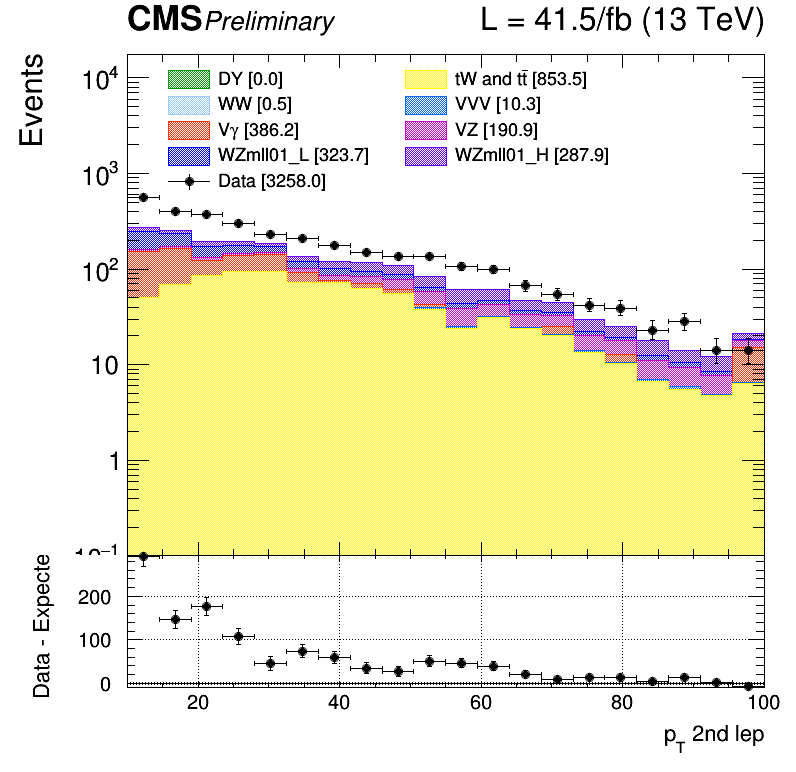 CMS Preliminary L = 41.5/fb (13 TeV)
Events
10⁴
10³
10²
10
1
10⁻¹
DY [0.0]
tW and tt̄ [853.5]
WW [0.5]
VVV [10.3]
Vγ [386.2]
VZ [190.9]
WZmll01_L [323.7]
WZmll01_H [287.9]
Data [3258.0]
Data - Expecte
200
100
0
20 40 60 80 100
p_T 2nd lep